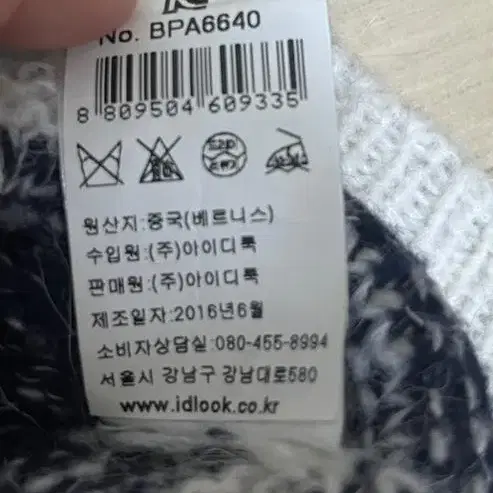 No. BPA6640
8 809504 609335
원산지:중국(베르니스)
수입원:(주)아이디룩
판매원:(주)아이디룩
제조일자:2016년6월
소비자상담실:080-455-8994
서울시 강남구 강남대로580
www.idlook.co.kr